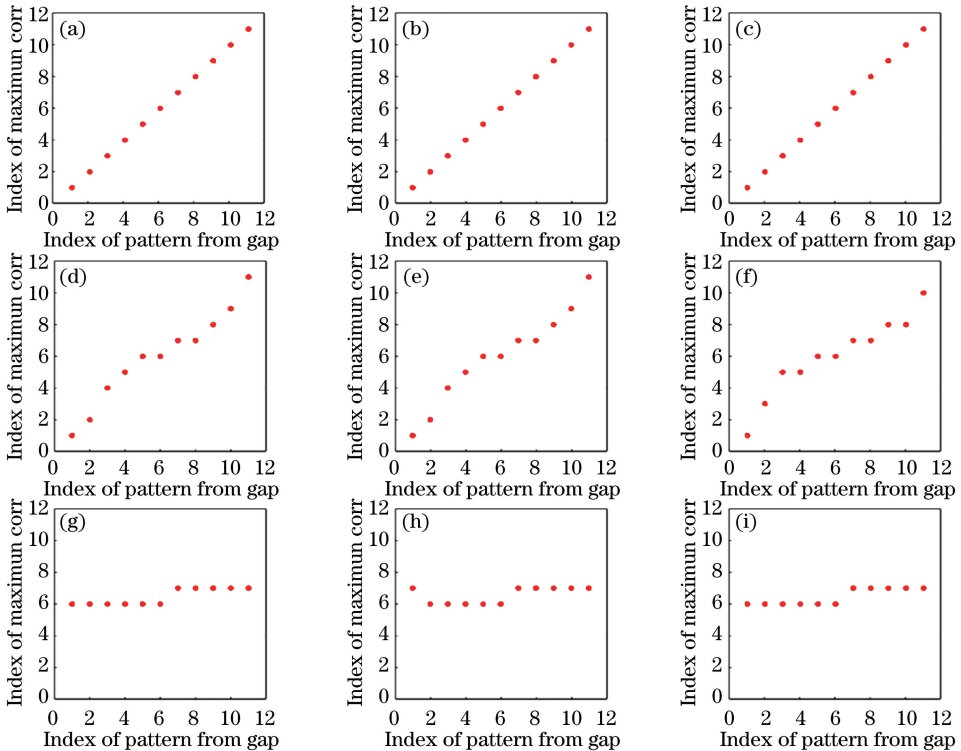 12 (a) 12 (b) 12 (c)
10 10 10
8 8 8
6 6 6
4 4 4
2 2 2
0 0 0
Index of maximun corr Index of maximun corr Index of maximun corr
0 2 4 6 8 10 12 0 2 4 6 8 10 12 0 2 4 6 8 10 12
Index of pattern from gap Index of pattern from gap Index of pattern from gap
12 (d) 12 (e) 12 (f)
10 10 10
8 8 8
6 6 6
4 4 4
2 2 2
0 0 0
Index of maximun corr Index of maximun corr Index of maximun corr
0 2 4 6 8 10 12 0 2 4 6 8 10 12 0 2 4 6 8 10 12
Index of pattern from gap Index of pattern from gap Index of pattern from gap
12 (g) 12 (h) 12 (i)
10 10 10
8 8 8
6 6 6
4 4 4
2 2 2
0 0 0
Index of maximun corr Index of maximun corr Index of maximun corr
0 2 4 6 8 10 12 0 2 4 6 8 10 12 0 2 4 6 8 10 12
Index of pattern from gap Index of pattern from gap Index of pattern from gap